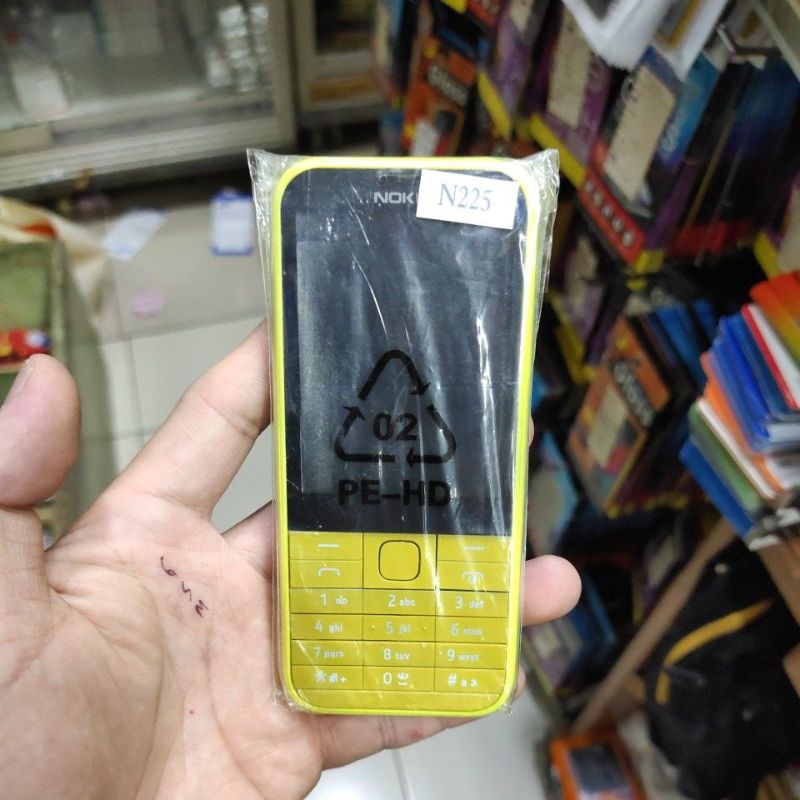 NOK
N225
02
PE-HD
1
2 abc
3 def
4 ghi
5 jkl
6 mno
7 pqrs
8 tuv
9 wxyz
* +
0
#